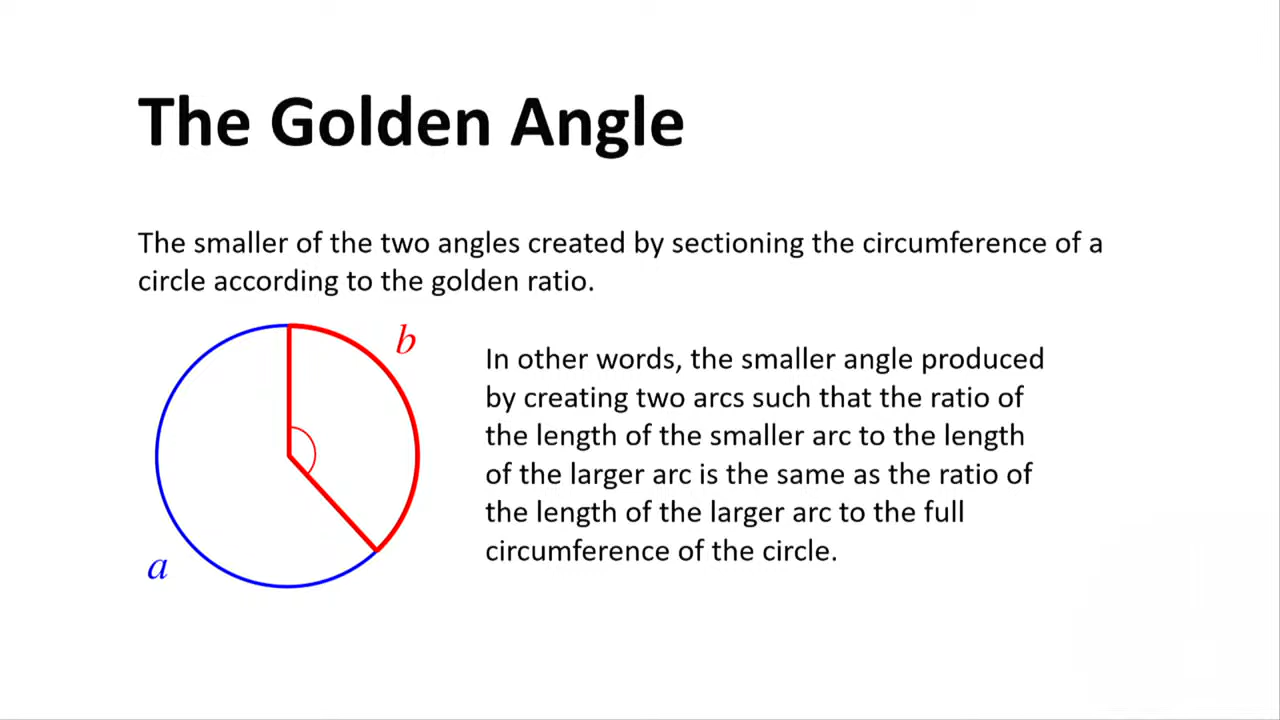 The Golden Angle
The smaller of the two angles created by sectioning the circumference of a
circle according to the golden ratio.
b
In other words, the smaller angle produced
by creating two arcs such that the ratio of
the length of the smaller arc to the length
of the larger arc is the same as the ratio of
the length of the larger arc to the full
circumference of the circle.
a